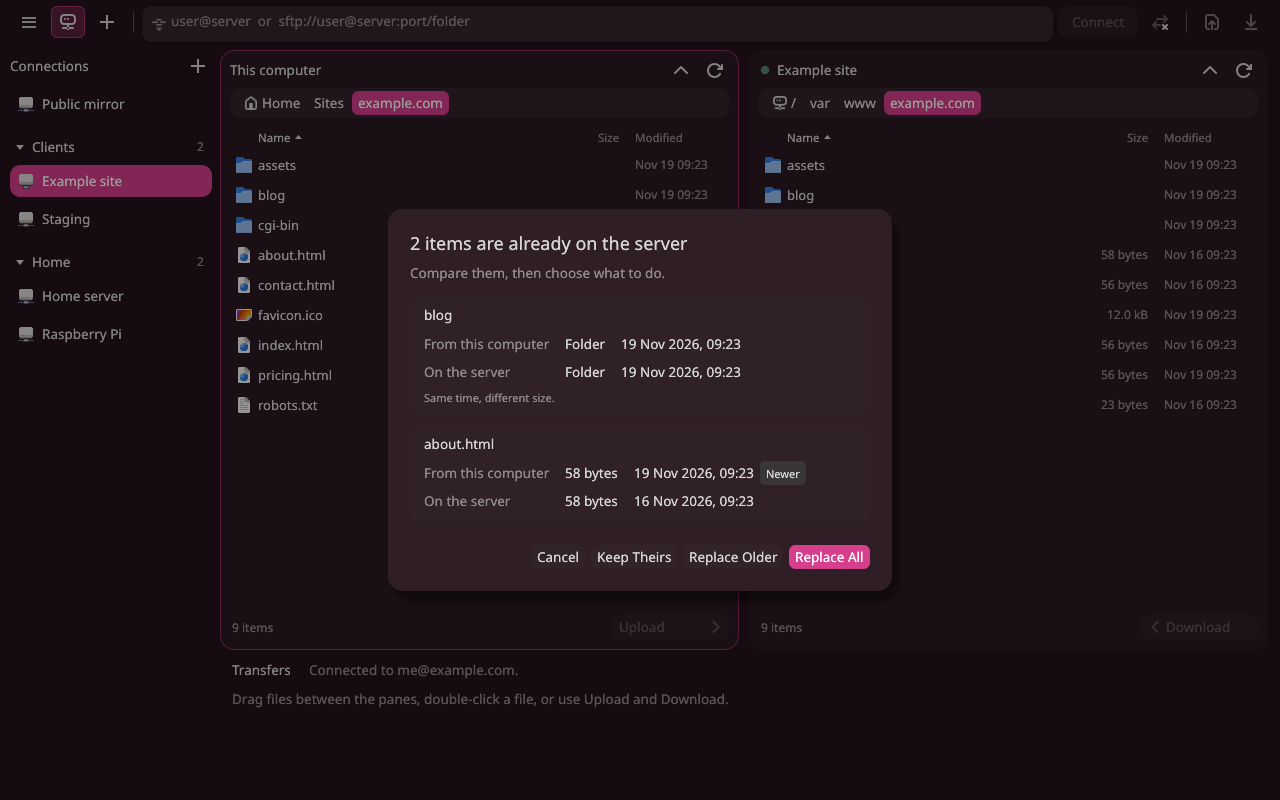 user@server or sftp://user@server:port/folder
Connect
Connections
Public mirror
Clients 2
Example site
Staging
Home 2
Home server
Raspberry Pi
This computer
Home Sites example.com
Name Size Modified
assets Nov 19 09:23
blog Nov 19 09:23
cgi-bin
about.html
contact.html
favicon.ico
index.html
pricing.html
robots.txt
9 items
Upload
Example site
/ var www example.com
Name Size Modified
assets Nov 19 09:23
blog Nov 19 09:23
Nov 19 09:23
58 bytes Nov 16 09:23
56 bytes Nov 16 09:23
12.0 kB Nov 19 09:23
56 bytes Nov 16 09:23
56 bytes Nov 19 09:23
23 bytes Nov 16 09:23
9 items
Download
2 items are already on the server
Compare them, then choose what to do.
blog
From this computer Folder 19 Nov 2026, 09:23
On the server Folder 19 Nov 2026, 09:23
Same time, different size.
about.html
From this computer 58 bytes 19 Nov 2026, 09:23 Newer
On the server 58 bytes 16 Nov 2026, 09:23
Cancel Keep Theirs Replace Older Replace All
Transfers Connected to me@example.com.
Drag files between the panes, double-click a file, or use Upload and Download.